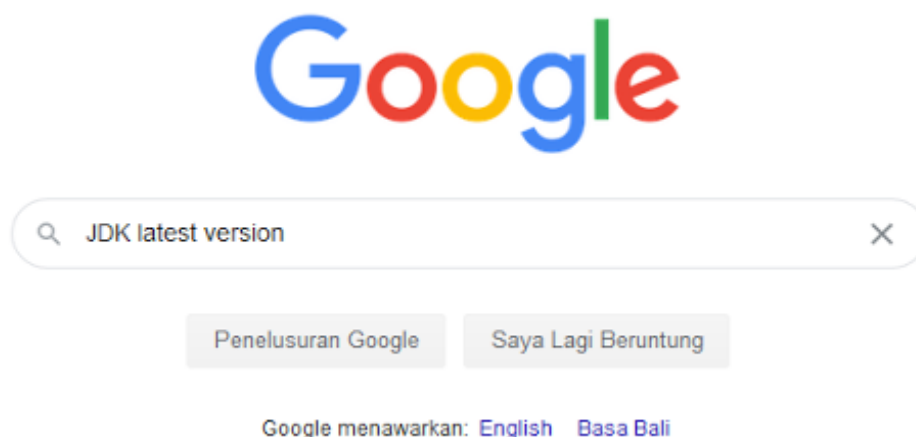 Google
JDK latest version
Penelusuran Google Saya Lagi Beruntung
Google menawarkan: English Basa Bali